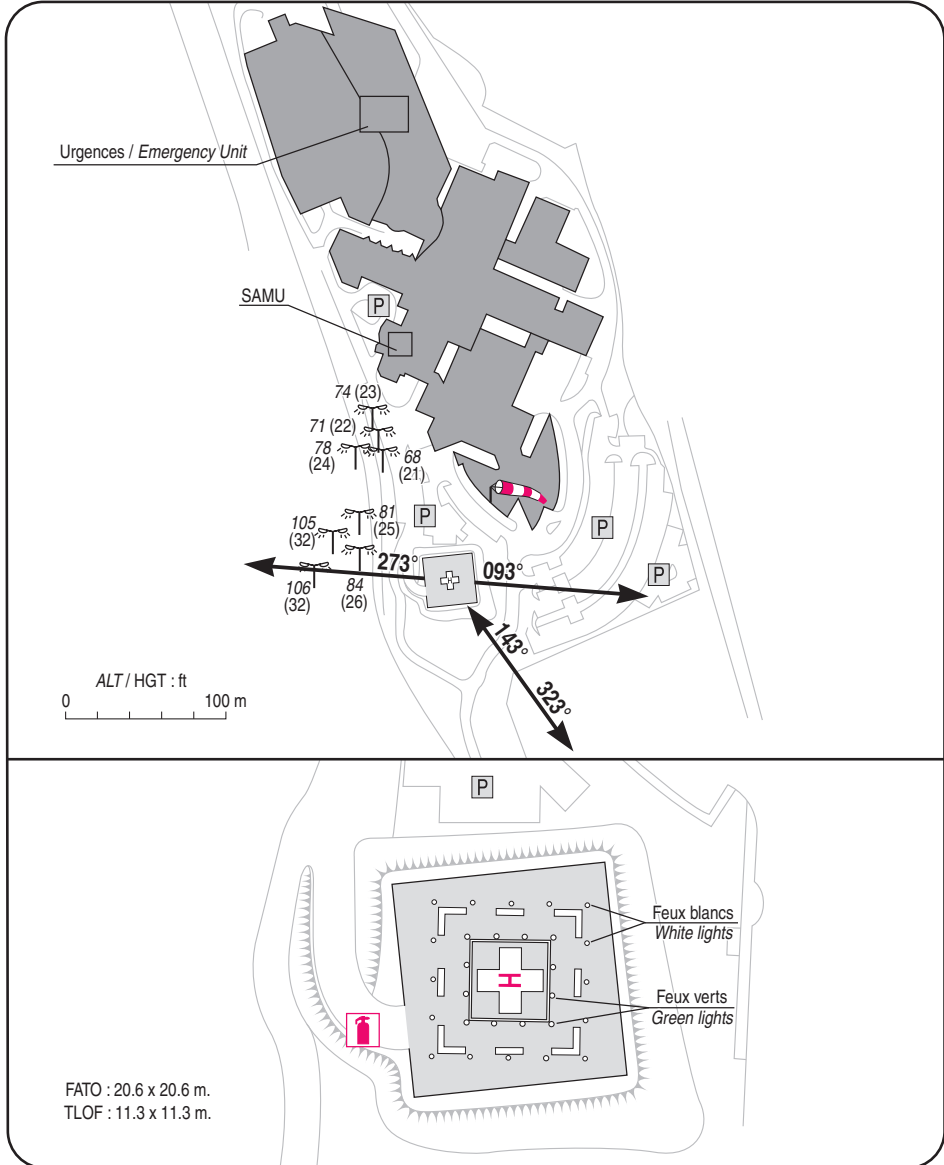 Urgences / Emergency Unit
SAMU
P
74 (23)
71 (22)
78
(24)
68
(21)
81
(25)
105
(32)
P
P
P
106
(32)
84
(26)
273°
093°
H
143°
323°
ALT / HGT : ft
0
100 m
P
Feux blancs
White lights
H
Feux verts
Green lights
FATO : 20.6 x 20.6 m.
TLOF : 11.3 x 11.3 m.